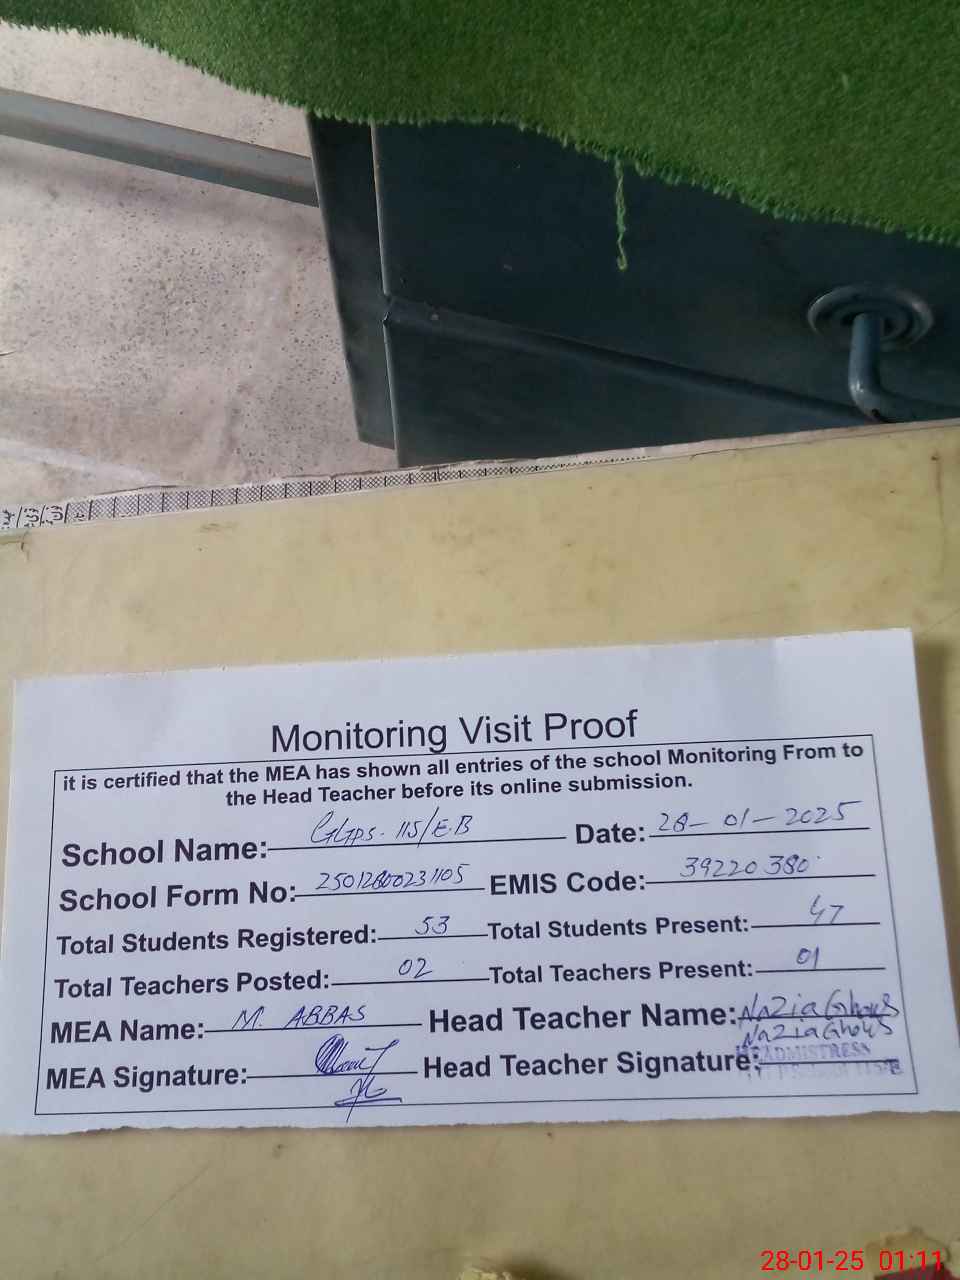 Monitoring Visit Proof
it is certified that the MEA has shown all entries of the school Monitoring From to
the Head Teacher before its online submission.
School Name: GGPS. 115/E.B Date: 28-01-2025
School Form No: 25012800231105 EMIS Code: 39220380
Total Students Registered: 53 Total Students Present: 47
Total Teachers Posted: 02 Total Teachers Present: 01
MEA Name: M. ABBAS Head Teacher Name: Nazia Ghous
Nazia Ghous
MEA Signature: Head Teacher Signature:
HEADMISTRESS
28-01-25 01:11